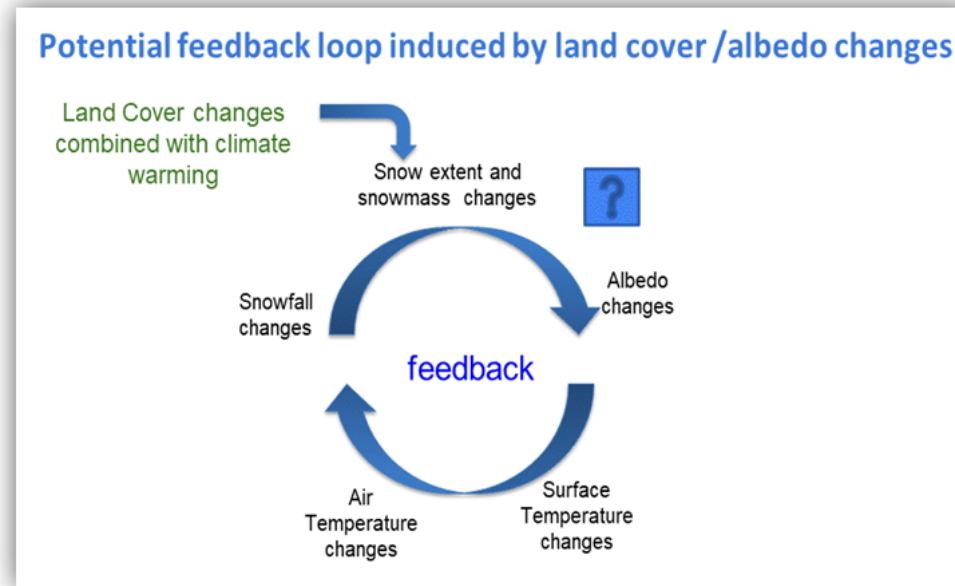 Potential feedback loop induced by land cover /albedo changes
Land Cover changes
combined with climate
warming
Snow extent and
snowmass changes
?
Albedo
changes
Snowfall
changes
feedback
Air
Temperature
changes
Surface
Temperature
changes